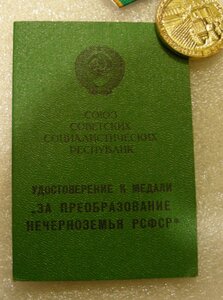 СОЮЗ
СОВЕТСКИХ
СОЦИАЛИСТИЧЕСКИХ
РЕСПУБЛИК
УДОСТОВЕРЕНИЕ К МЕДАЛИ
„ЗА ПРЕОБРАЗОВАНИЕ
НЕЧЕРНОЗЕМЬЯ РСФСР"